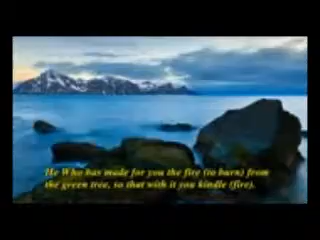 He Who has made for you the fire (to burn) from
the green tree, so that with it you kindle (fire).